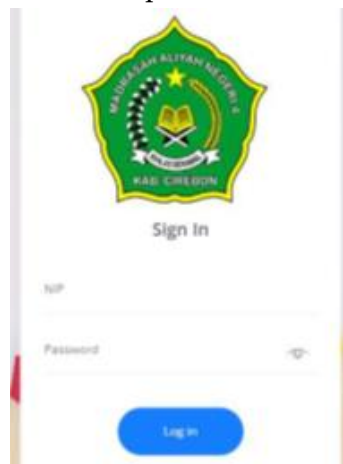 MADRASAH ALIYAH NEGERI 4
KAB. CIREBON
Sign In
NIP
Password
Log in